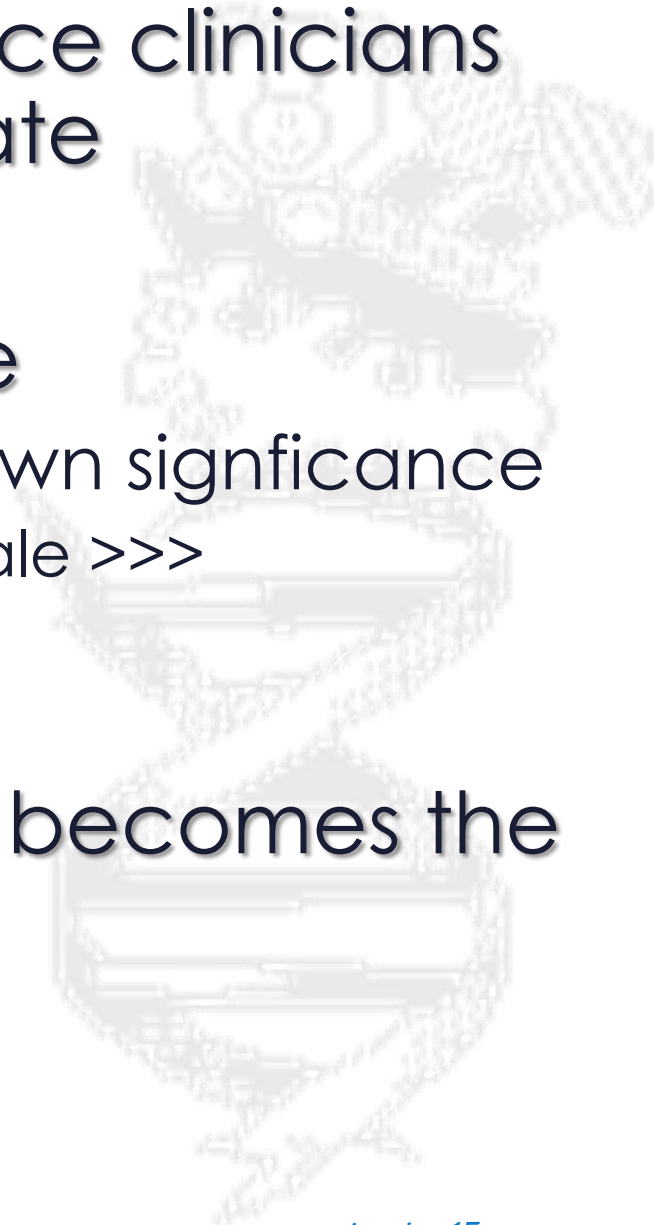 ce clinicians
ate
e
wn signficance
ale >>>
becomes the